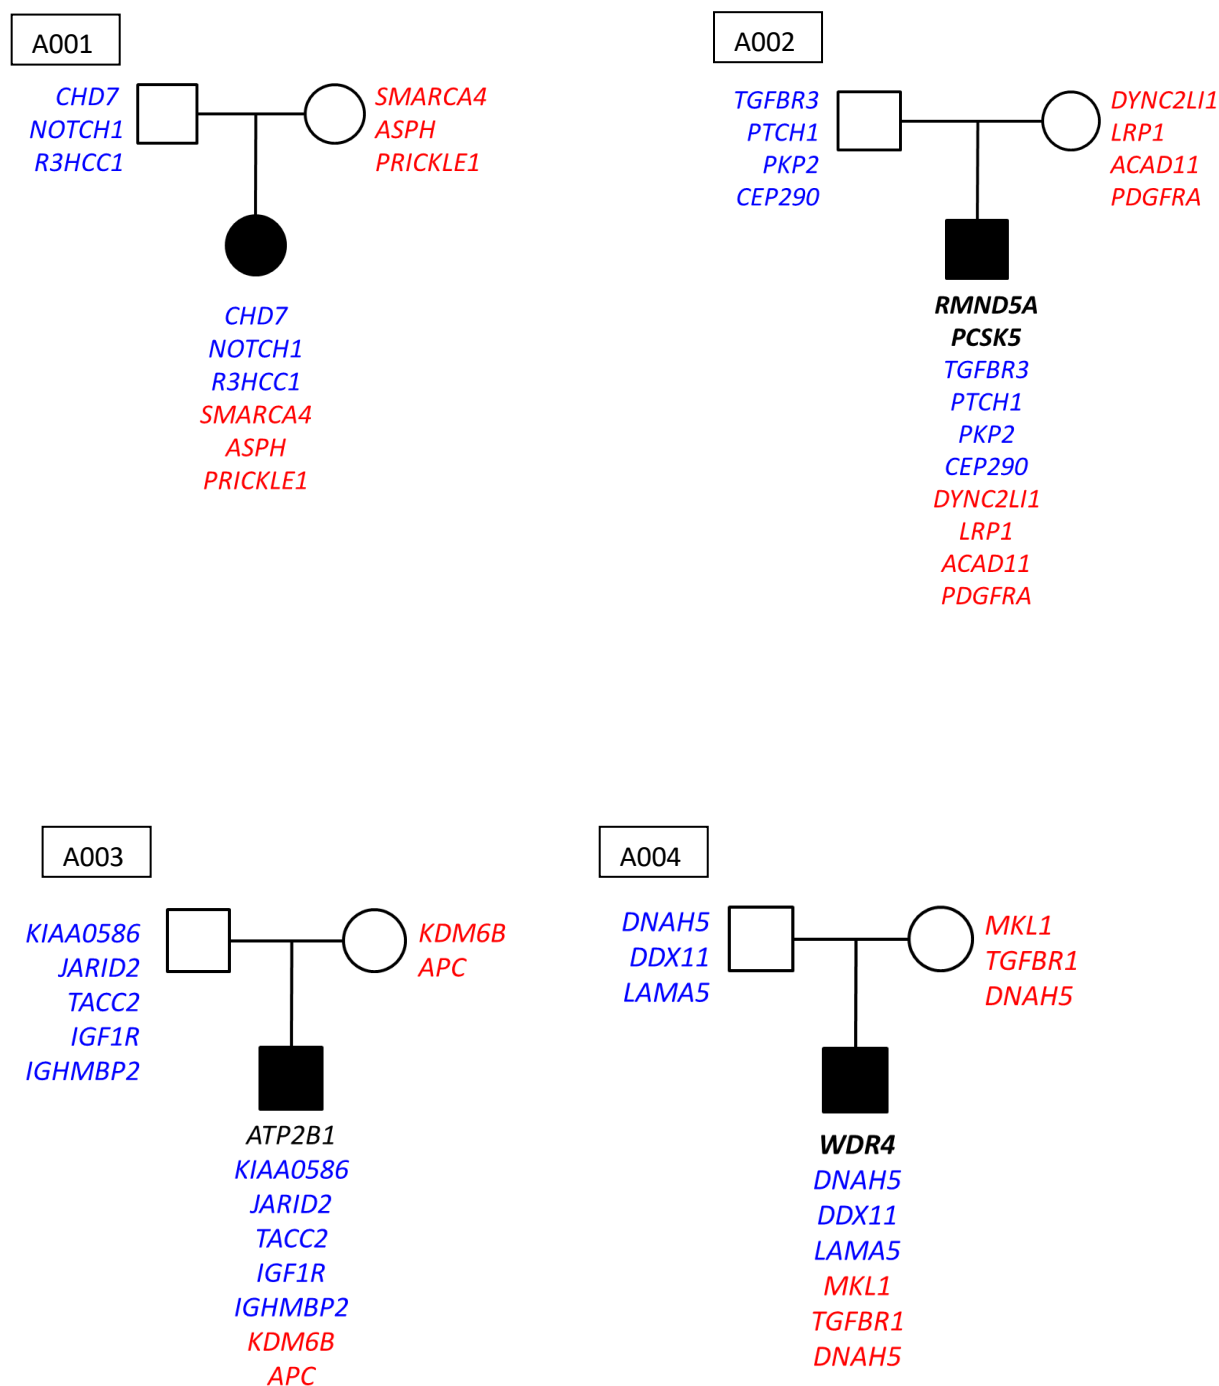 A001
CHD7
NOTCH1
R3HCC1
SMARCA4
ASPH
PRICKLE1
CHD7
NOTCH1
R3HCC1
SMARCA4
ASPH
PRICKLE1
A002
TGFBR3
PTCH1
PKP2
CEP290
DYNC2LI1
LRP1
ACAD11
PDGFRA
RMND5A
PCSK5
TGFBR3
PTCH1
PKP2
CEP290
DYNC2LI1
LRP1
ACAD11
PDGFRA
A003
KIAA0586
JARID2
TACC2
IGF1R
IGHMBP2
KDM6B
APC
ATP2B1
KIAA0586
JARID2
TACC2
IGF1R
IGHMBP2
KDM6B
APC
A004
DNAH5
DDX11
LAMA5
MKL1
TGFBR1
DNAH5
WDR4
DNAH5
DDX11
LAMA5
MKL1
TGFBR1
DNAH5